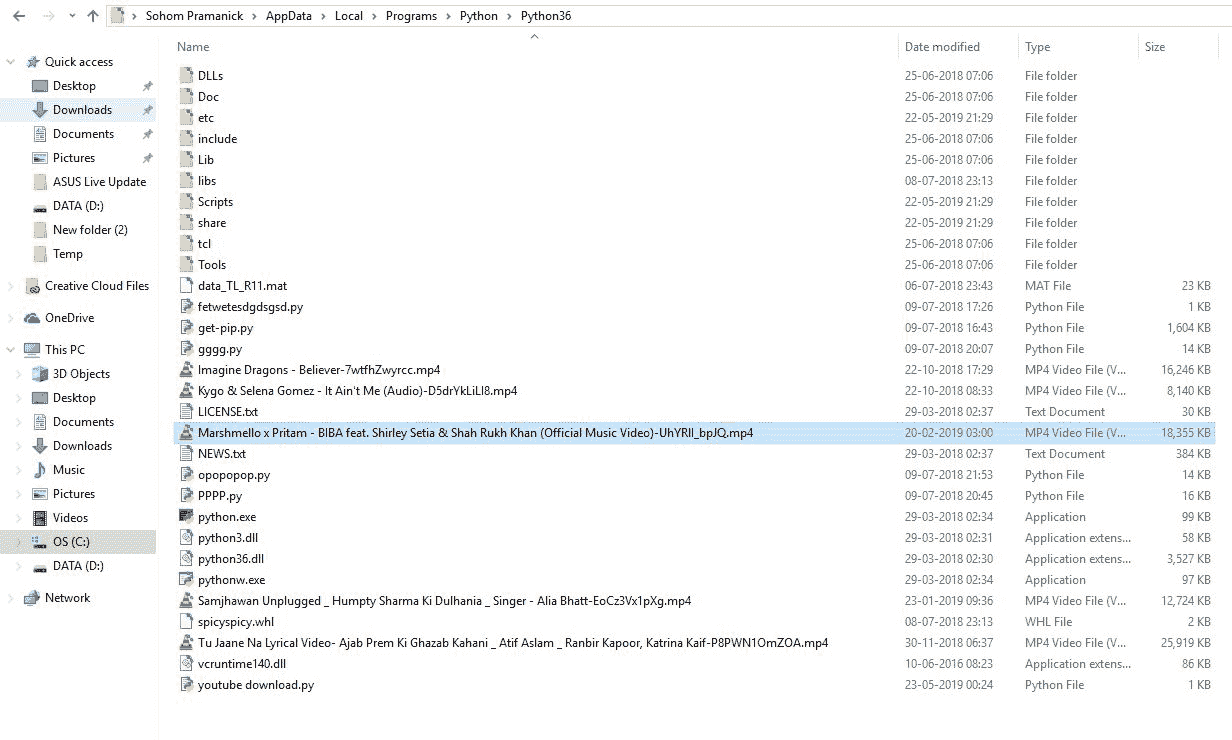 Sohom Pramanick > AppData > Local > Programs > Python > Python36
Name Date modified Type Size
Quick access
Desktop
Downloads
Documents
Pictures
ASUS Live Update
DATA (D:)
New folder (2)
Temp
Creative Cloud Files
OneDrive
This PC
3D Objects
Desktop
Documents
Downloads
Music
Pictures
Videos
OS (C:)
DATA (D:)
Network
DLLs 25-06-2018 07:06 File folder
Doc 25-06-2018 07:06 File folder
etc 22-05-2019 21:29 File folder
include 25-06-2018 07:06 File folder
Lib 25-06-2018 07:06 File folder
libs 08-07-2018 23:13 File folder
Scripts 22-05-2019 21:29 File folder
share 22-05-2019 21:29 File folder
tcl 25-06-2018 07:06 File folder
Tools 25-06-2018 07:06 File folder
data_TL_R11.mat 06-07-2018 23:43 MAT File 23 KB
fetwetesdgdsgsd.py 09-07-2018 17:26 Python File 1 KB
get-pip.py 09-07-2018 16:43 Python File 1,604 KB
gggg.py 09-07-2018 20:07 Python File 14 KB
Imagine Dragons - Believer-7wtfhZwyrcc.mp4 22-10-2018 17:29 MP4 Video File (V... 16,246 KB
Kygo & Selena Gomez - It Ain't Me (Audio)-D5drYkLiLI8.mp4 22-10-2018 08:33 MP4 Video File (V... 8,140 KB
LICENSE.txt 29-03-2018 02:37 Text Document 30 KB
Marshmello x Pritam - BIBA feat. Shirley Setia & Shah Rukh Khan (Official Music Video)-UhYRlI_bpJQ.mp4 20-02-2019 03:00 MP4 Video File (V... 18,355 KB
NEWS.txt 29-03-2018 02:37 Text Document 384 KB
opopopop.py 09-07-2018 21:53 Python File 14 KB
PPPP.py 09-07-2018 20:45 Python File 16 KB
python.exe 29-03-2018 02:34 Application 99 KB
python3.dll 29-03-2018 02:31 Application extens... 58 KB
python36.dll 29-03-2018 02:30 Application extens... 3,527 KB
pythonw.exe 29-03-2018 02:34 Application 97 KB
Samjhawan Unplugged _ Humpty Sharma Ki Dulhania _ Singer - Alia Bhatt-EoCz3Vx1pXg.mp4 23-01-2019 09:36 MP4 Video File (V... 12,724 KB
spicyspicy.whl 08-07-2018 23:13 WHL File 2 KB
Tu Jaane Na Lyrical Video- Ajab Prem Ki Ghazab Kahani _ Atif Aslam _ Ranbir Kapoor, Katrina Kaif-P8PWN1OmZOA.mp4 30-11-2018 06:37 MP4 Video File (V... 25,919 KB
vcruntime140.dll 10-06-2016 08:23 Application extens... 86 KB
youtube download.py 23-05-2019 00:24 Python File 1 KB